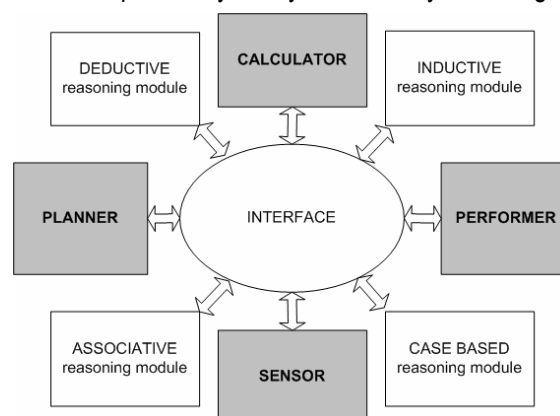 DEDUCTIVE
reasoning module
CALCULATOR
INDUCTIVE
reasoning module
PLANNER
INTERFACE
PERFORMER
ASSOCIATIVE
reasoning module
SENSOR
CASE BASED
reasoning module